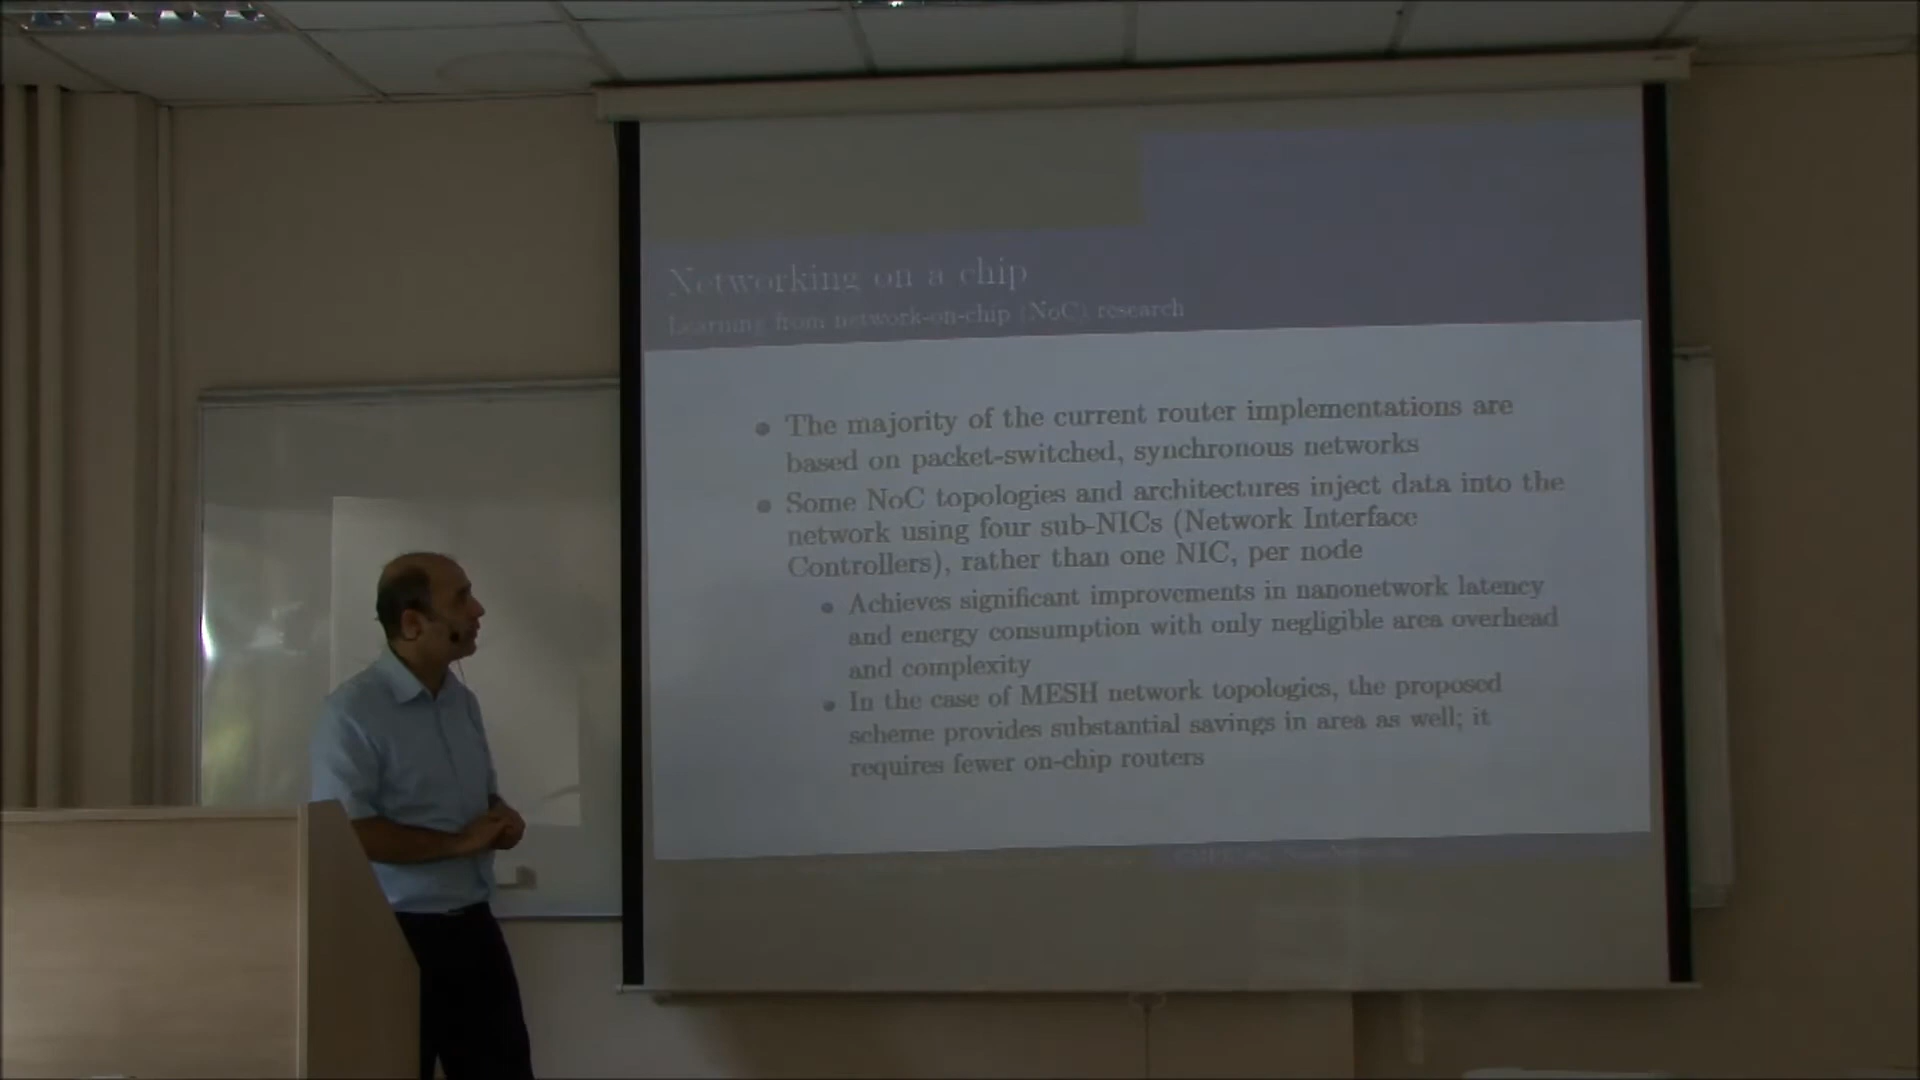 Networking on a chip
Learning from network-on-chip (NoC) research
The majority of the current router implementations are
based on packet-switched, synchronous networks
Some NoC topologies and architectures inject data into the
network using four sub-NICs (Network Interface
Controllers), rather than one NIC, per node
Achieves significant improvements in nanonetwork latency
and energy consumption with only negligible area overhead
and complexity
In the case of MESH network topologies, the proposed
scheme provides substantial savings in area as well; it
requires fewer on-chip routers